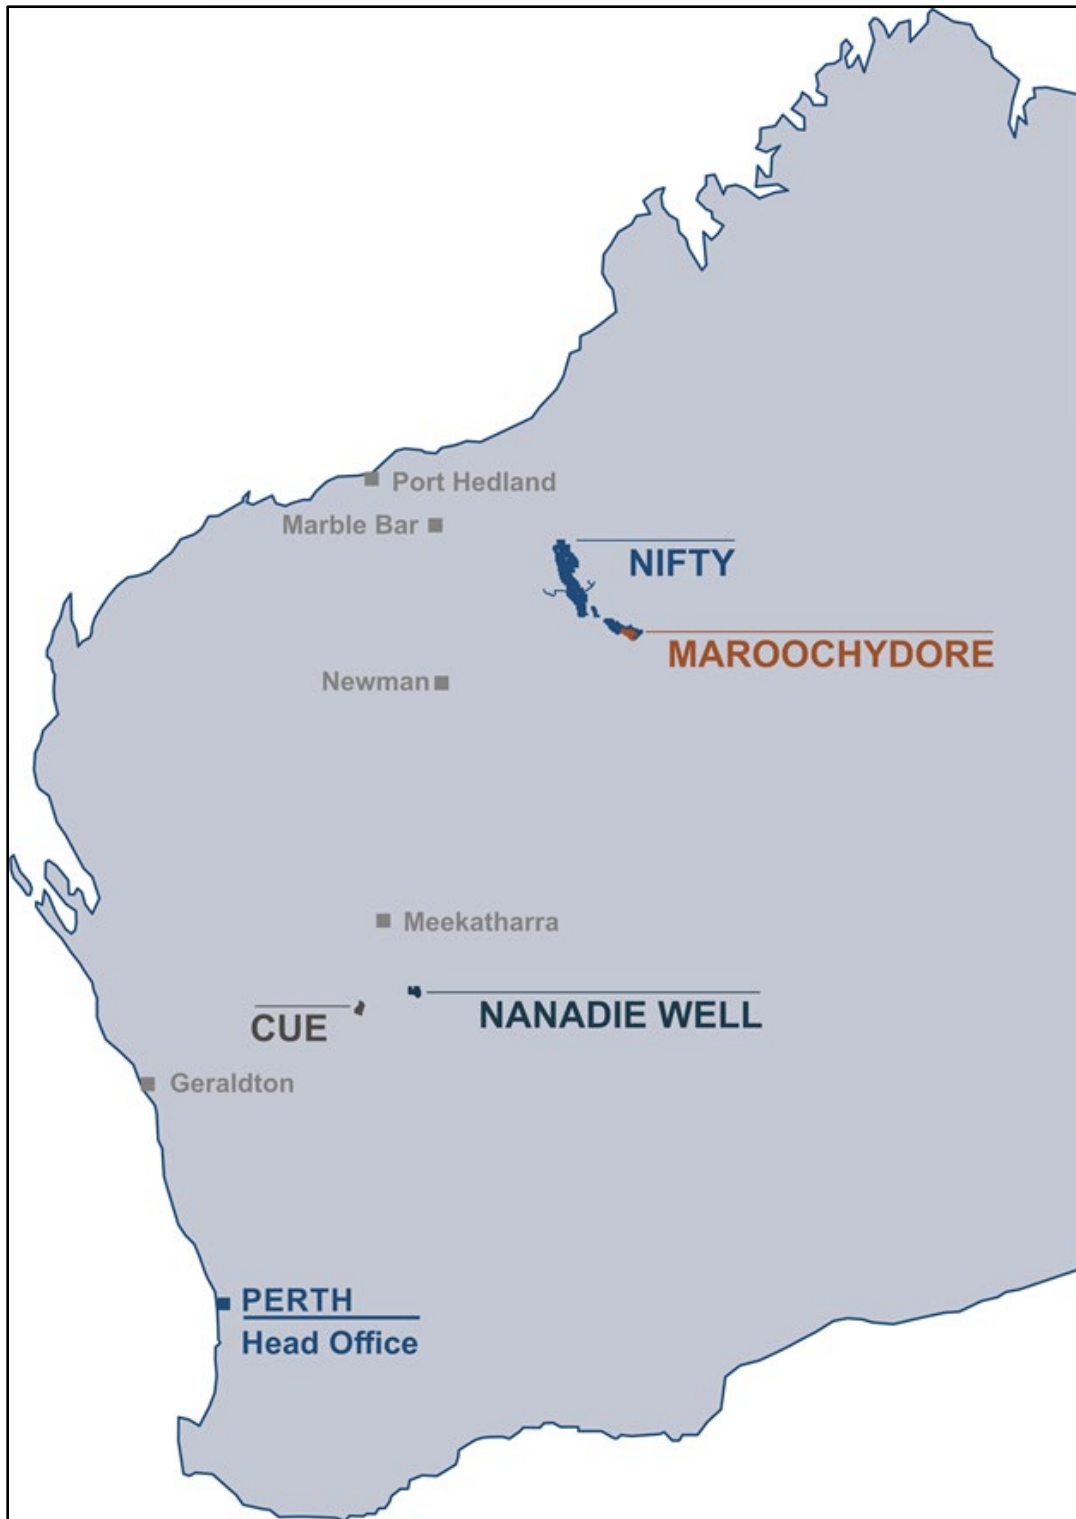 Port Hedland
Marble Bar
NIFTY
MAROOCHYDORE
Newman
Meekatharra
NANADIE WELL
CUE
Geraldton
PERTH
Head Office